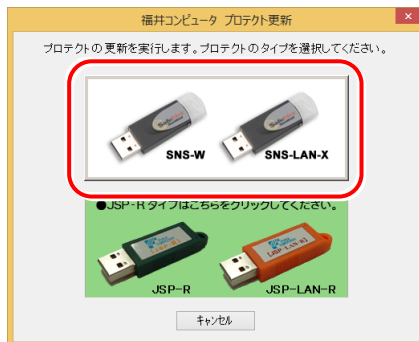 福井コンピュータ プロテクト更新
プロテクトの更新を実行します。プロテクトのタイプを選択してください。
SNS-W
SNS-LAN-X
●JSP-Rタイプはこちらをクリックしてください。
JSP-R
JSP-LAN-R
キャンセル